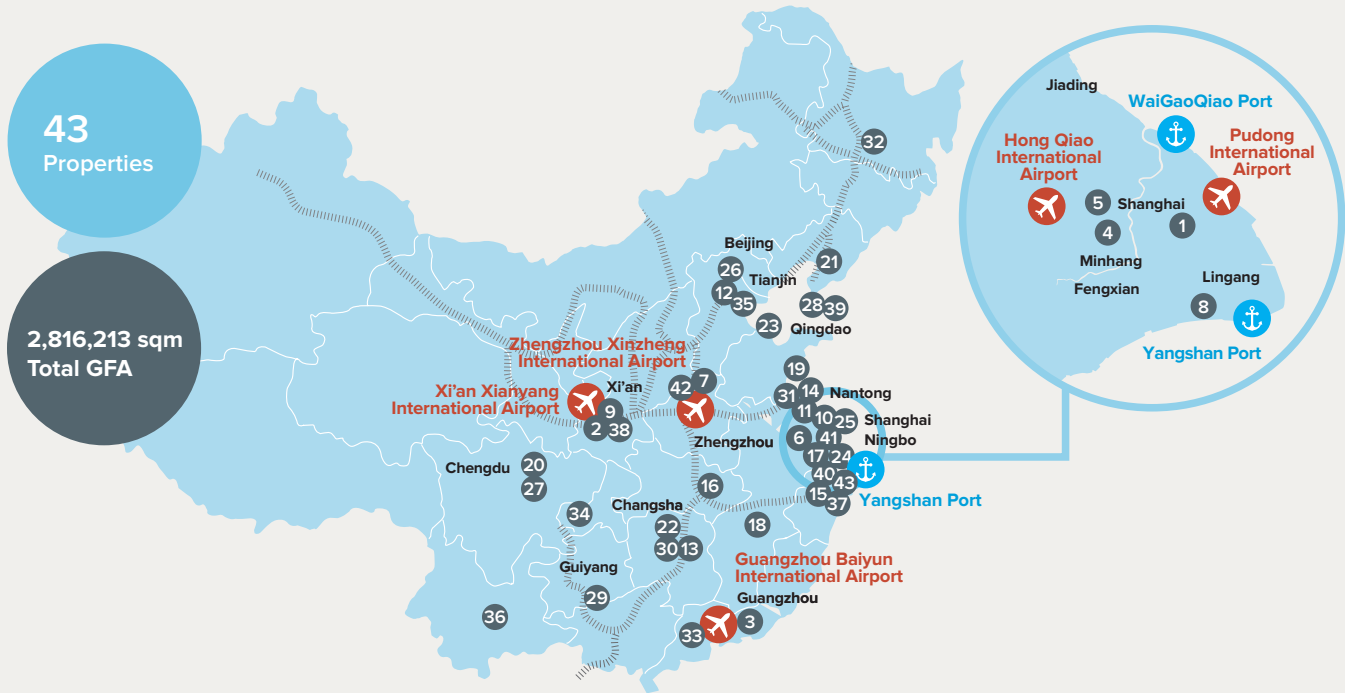 43
Properties
2,816,213 sqm
Total GFA
32
Beijing
26
21
Tianjin
12
35
28
39
23
Qingdao
Zhengzhou Xinzheng
International Airport
19
42
7
Xi'an Xianyang
International Airport
Xi'an
31
14
Nantong
9
11
10
25
Shanghai
2
38
Zhengzhou
6
41
Ningbo
17
24
Chengdu
20
40
43
27
16
15
37
Yangshan Port
34
Changsha
22
18
30
13
Guangzhou Baiyun
International Airport
Guiyang
29
Guangzhou
36
33
3
Jiading
WaiGaoQiao Port
Hong Qiao
International
Airport
Pudong
International
Airport
5
Shanghai
4
1
Minhang
Lingang
Fengxian
8
Yangshan Port